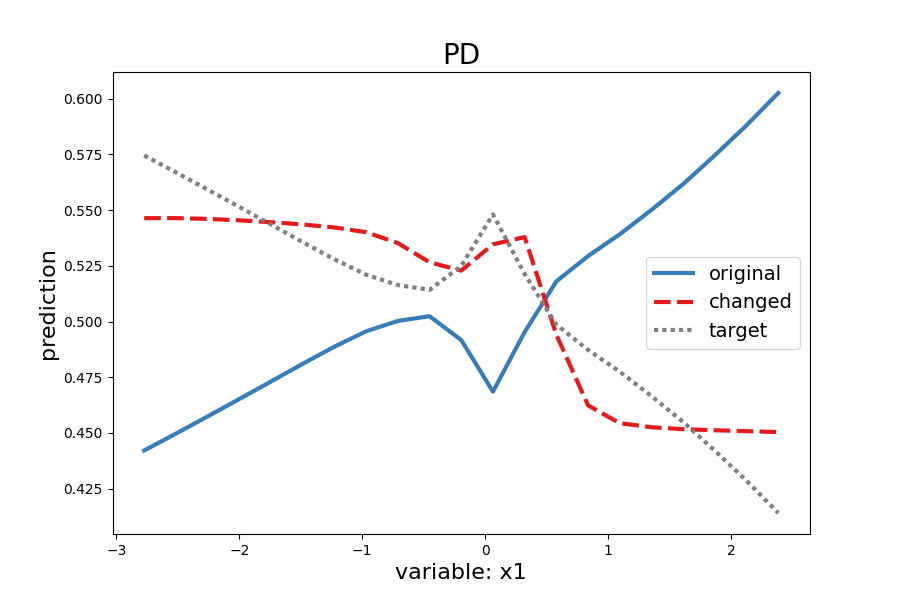 PD
0.600
0.575
0.550
0.525
0.500
0.475
0.450
0.425
prediction
original
changed
target
−3 −2 −1 0 1 2
variable: x1